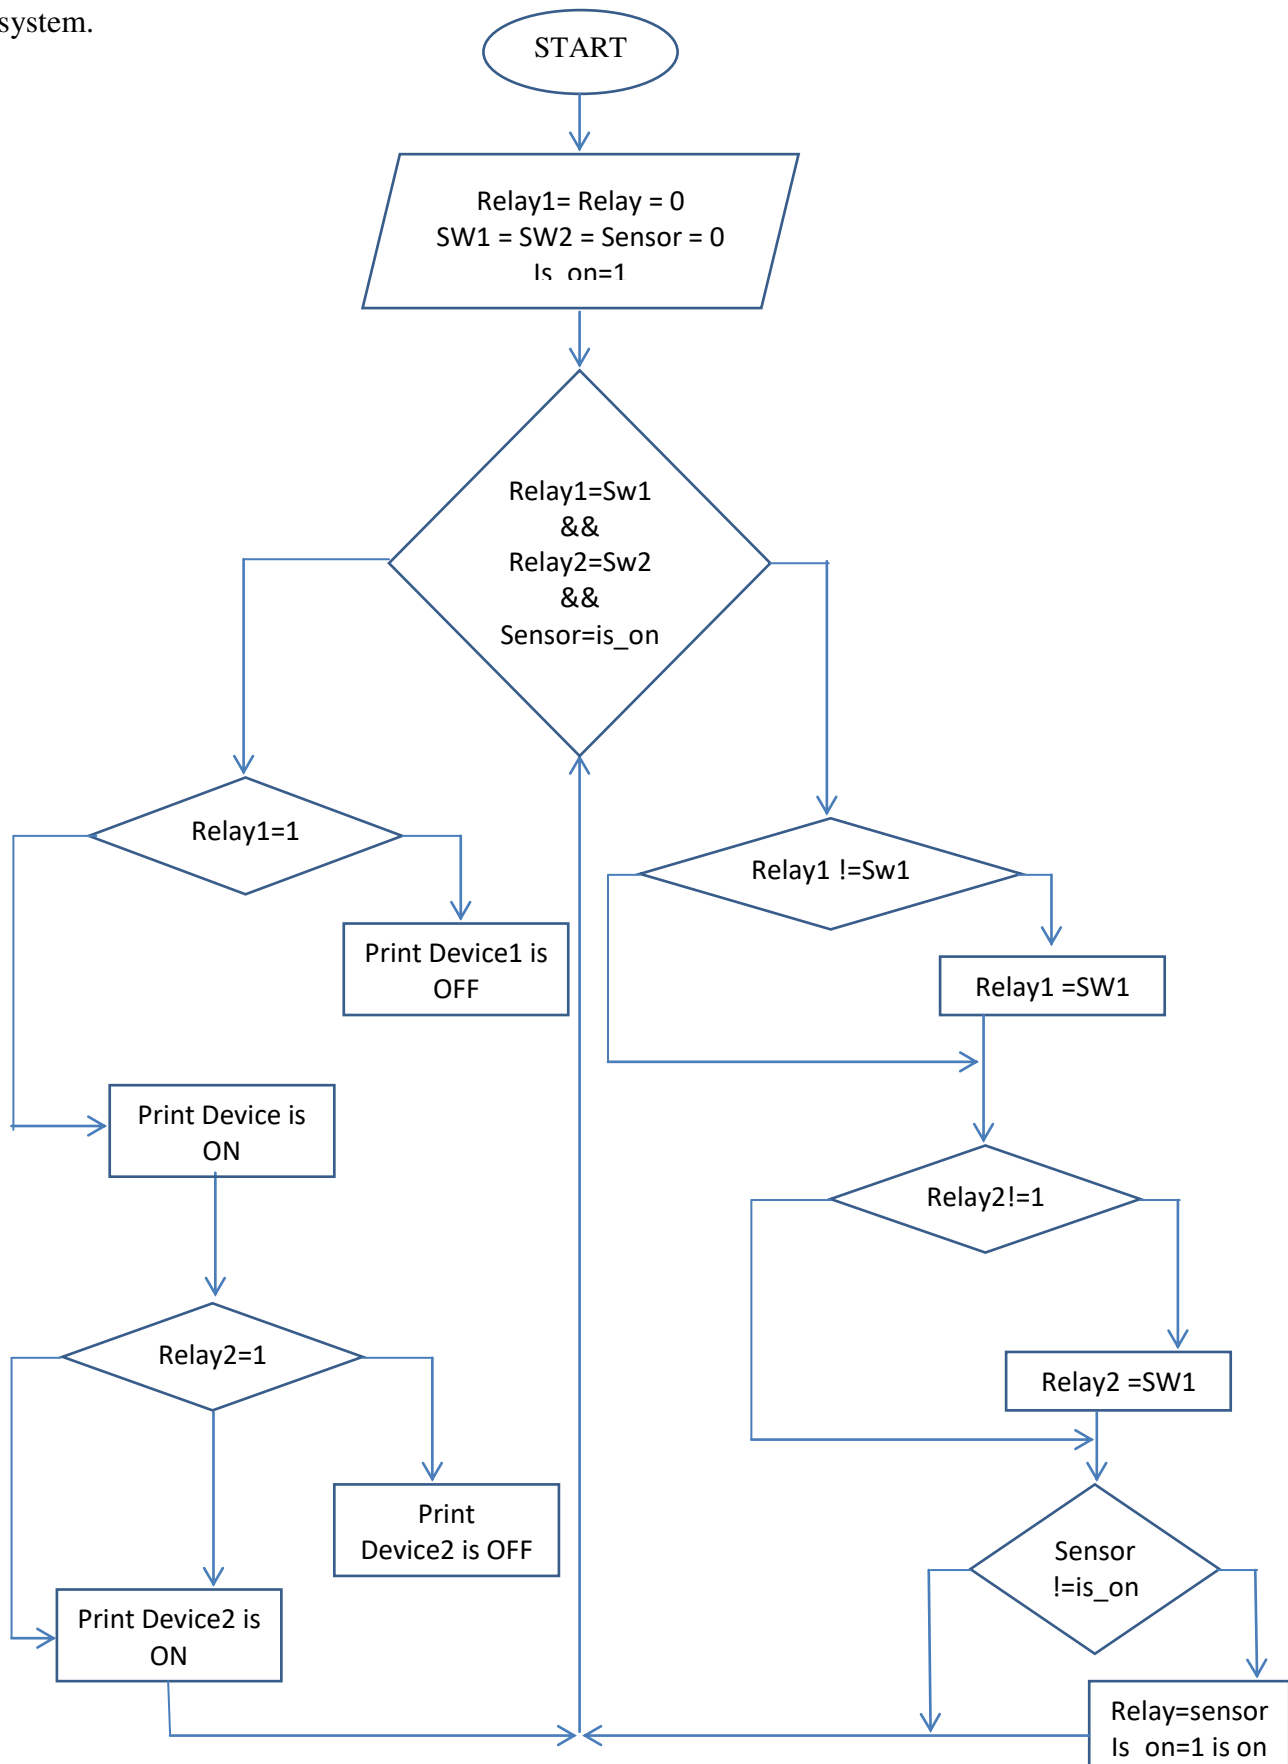 system.
START
Relay1= Relay = 0
SW1 = SW2 = Sensor = 0
Is_on=1
Relay1=Sw1
&&
Relay2=Sw2
&&
Sensor=is_on
Relay1=1
Relay1 !=Sw1
Print Device1 is
OFF
Relay1 =SW1
Print Device is
ON
Relay2!=1
Relay2=1
Relay2 =SW1
Print
Device2 is OFF
Sensor
!=is_on
Print Device2 is
ON
Relay=sensor
Is_on=1 is on